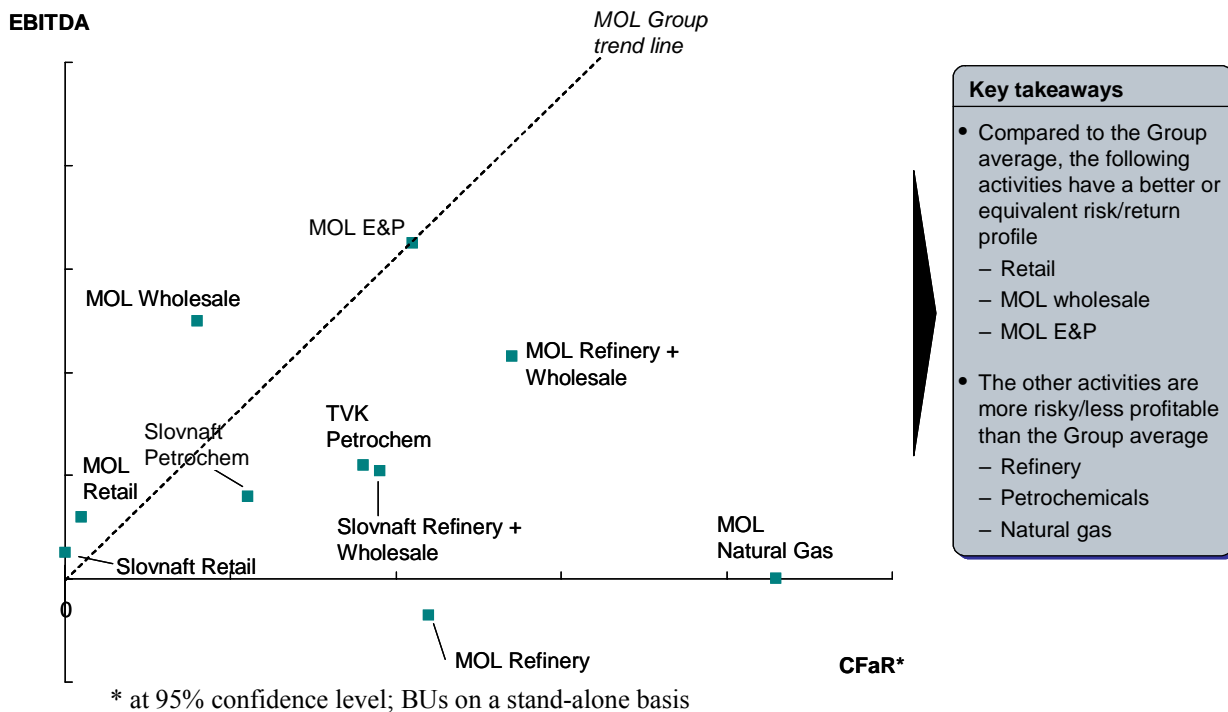 EBITDA
MOL Group
trend line
MOL E&P
MOL Wholesale
MOL Refinery +
Wholesale
TVK
Petrochem
Slovnaft
Petrochem
MOL
Retail
Slovnaft Refinery +
Wholesale
MOL
Natural Gas
Slovnaft Retail
0
MOL Refinery
CFaR*
* at 95% confidence level; BUs on a stand-alone basis
Key takeaways
• Compared to the Group
average, the following
activities have a better or
equivalent risk/return
profile
– Retail
– MOL wholesale
– MOL E&P
• The other activities are
more risky/less profitable
than the Group average
– Refinery
– Petrochemicals
– Natural gas